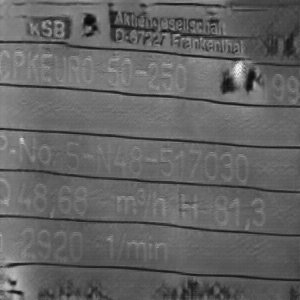 KSB Aktiengesellschaft
D-67227 Frankenthal
CPKEURO 50-250 199
P-No. 5-N48-517030
Q 48,68 m³/h H 81,3
n 2920 1/min